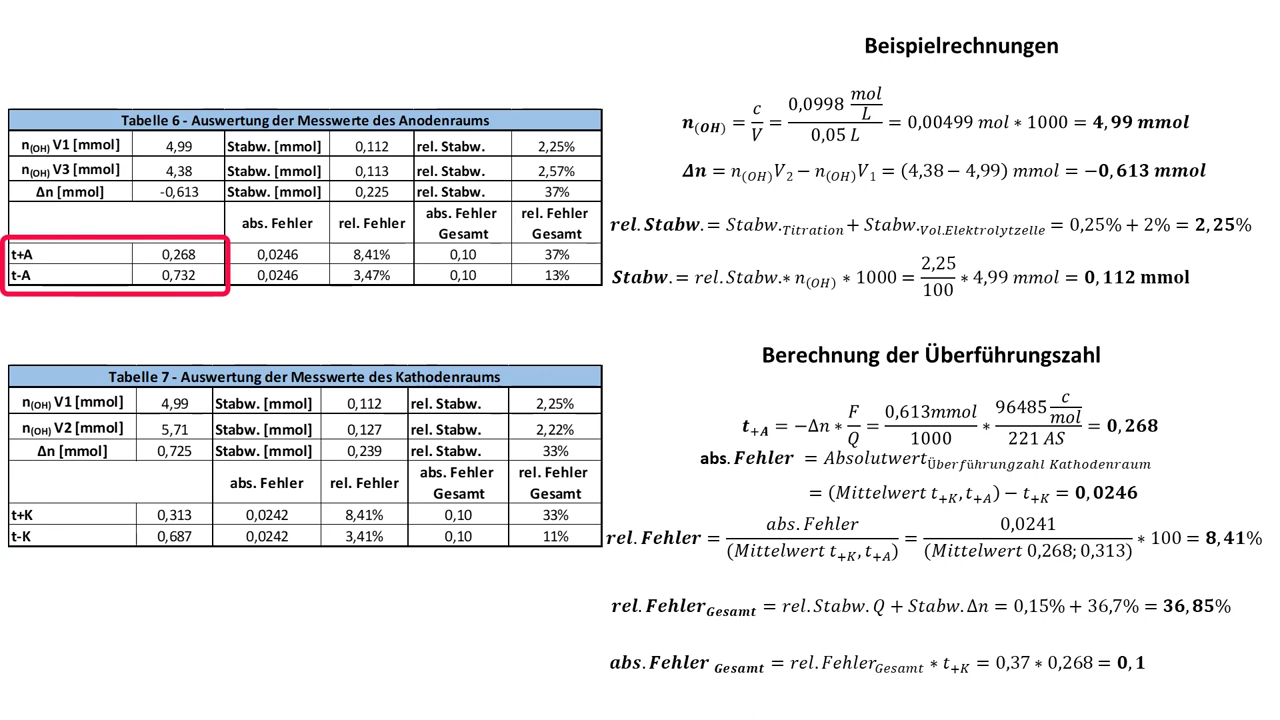 Beispielrechnungen
n(OH) = c/V = 0,0998 mol/L / 0,05 L = 0,00499 mol ∗ 1000 = 4,99 mmol
Δn = n(OH)V2 − n(OH)V1 = (4,38 − 4,99) mmol = −0,613 mmol
rel.Stabw. = Stabw.Titration + Stabw.Vol.Elektrolytzelle = 0,25% + 2% = 2,25%
Stabw. = rel.Stabw.∗ n(OH) ∗ 1000 = 2,25/100 ∗ 4,99 mmol = 0,112 mmol
Tabelle 6 - Auswertung der Messwerte des Anodenraums
n(OH) V1 [mmol] 4,99 Stabw. [mmol] 0,112 rel. Stabw. 2,25%
n(OH) V3 [mmol] 4,38 Stabw. [mmol] 0,113 rel. Stabw. 2,57%
Δn [mmol] -0,613 Stabw. [mmol] 0,225 rel. Stabw. 37%
abs. Fehler rel. Fehler abs. Fehler Gesamt rel. Fehler Gesamt
t+A 0,268 0,0246 8,41% 0,10 37%
t-A 0,732 0,0246 3,47% 0,10 13%
Tabelle 7 - Auswertung der Messwerte des Kathodenraums
n(OH) V1 [mmol] 4,99 Stabw. [mmol] 0,112 rel. Stabw. 2,25%
n(OH) V2 [mmol] 5,71 Stabw. [mmol] 0,127 rel. Stabw. 2,22%
Δn [mmol] 0,725 Stabw. [mmol] 0,239 rel. Stabw. 33%
abs. Fehler rel. Fehler abs. Fehler Gesamt rel. Fehler Gesamt
t+K 0,313 0,0242 8,41% 0,10 33%
t-K 0,687 0,0242 3,41% 0,10 11%
Berechnung der Überführungszahl
t+A = −Δn ∗ F/Q = 0,613mmol/1000 ∗ 96485 c/mol / 221 AS = 0,268
abs. Fehler = AbsolutwertÜberführungzahl Kathodenraum
= (Mittelwert t+K, t+A) − t+K = 0,0246
rel. Fehler = abs. Fehler/(Mittelwert t+K, t+A) = 0,0241/(Mittelwert 0,268; 0,313) ∗ 100 = 8,41%
rel. FehlerGesamt = rel. Stabw. Q + Stabw. Δn = 0,15% + 36,7% = 36,85%
abs. Fehler Gesamt = rel. FehlerGesamt ∗ t+K = 0,37 ∗ 0,268 = 0,1